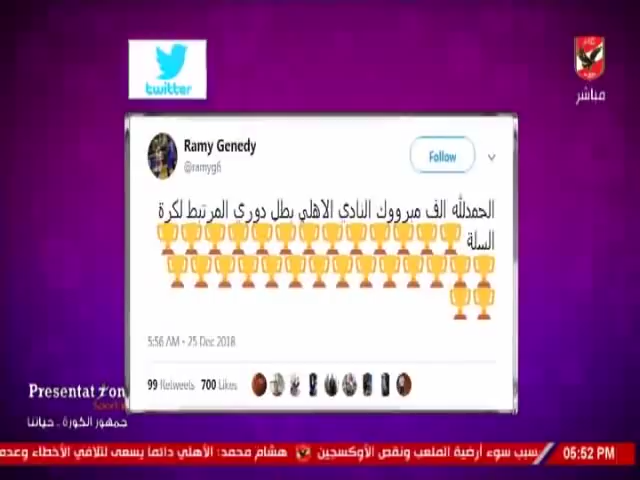 twitter
مباشر
Ramy Genedy
@ramyg6
Follow
الحمدلله الف مبرووك النادي الاهلي بطل دوري المرتبط لكرة
السلة
5:56 AM - 25 Dec 2018
99 Retweets 700 Likes
Presentation
Sport
جمهور الكورة .. حياتنا
بسبب سوء أرضية الملعب ونقص الأوكسجين
هشام محمد: الأهلي دائما يسعى لتلافي الأخطاء وعدم
05:52 PM